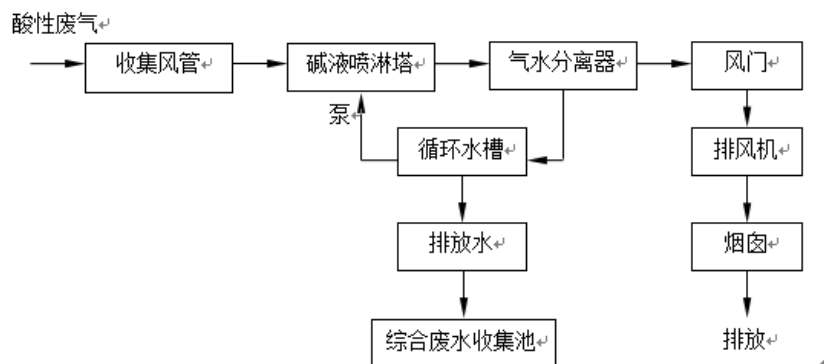 酸性废气
收集风管
碱液喷淋塔
气水分离器
风门
泵
循环水槽
排风机
排放水
烟囱
综合废水收集池
排放